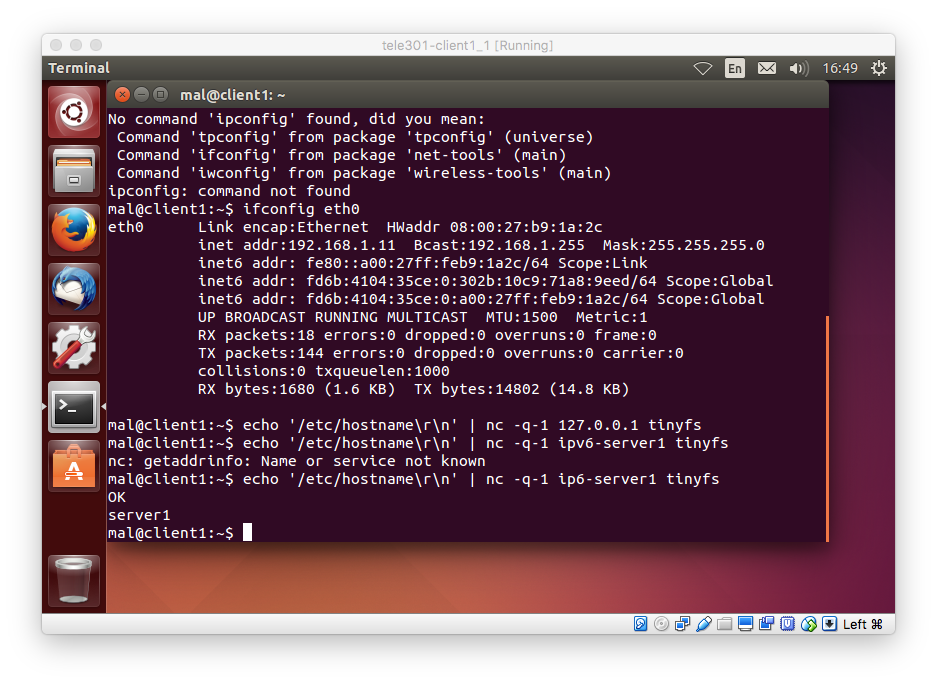 tele301-client1_1 [Running]
Terminal
En
16:49
mal@client1: ~
No command 'ipconfig' found, did you mean:
 Command 'tpconfig' from package 'tpconfig' (universe)
 Command 'ifconfig' from package 'net-tools' (main)
 Command 'iwconfig' from package 'wireless-tools' (main)
ipconfig: command not found
mal@client1:~$ ifconfig eth0
eth0      Link encap:Ethernet  HWaddr 08:00:27:b9:1a:2c
          inet addr:192.168.1.11  Bcast:192.168.1.255  Mask:255.255.255.0
          inet6 addr: fe80::a00:27ff:feb9:1a2c/64 Scope:Link
          inet6 addr: fd6b:4104:35ce:0:302b:10c9:71a8:9eed/64 Scope:Global
          inet6 addr: fd6b:4104:35ce:0:a00:27ff:feb9:1a2c/64 Scope:Global
          UP BROADCAST RUNNING MULTICAST  MTU:1500  Metric:1
          RX packets:18 errors:0 dropped:0 overruns:0 frame:0
          TX packets:144 errors:0 dropped:0 overruns:0 carrier:0
          collisions:0 txqueuelen:1000
          RX bytes:1680 (1.6 KB)  TX bytes:14802 (14.8 KB)

mal@client1:~$ echo '/etc/hostname\r\n' | nc -q-1 127.0.0.1 tinyfs
mal@client1:~$ echo '/etc/hostname\r\n' | nc -q-1 ipv6-server1 tinyfs
nc: getaddrinfo: Name or service not known
mal@client1:~$ echo '/etc/hostname\r\n' | nc -q-1 ip6-server1 tinyfs
OK
server1
mal@client1:~$
Left ⌘